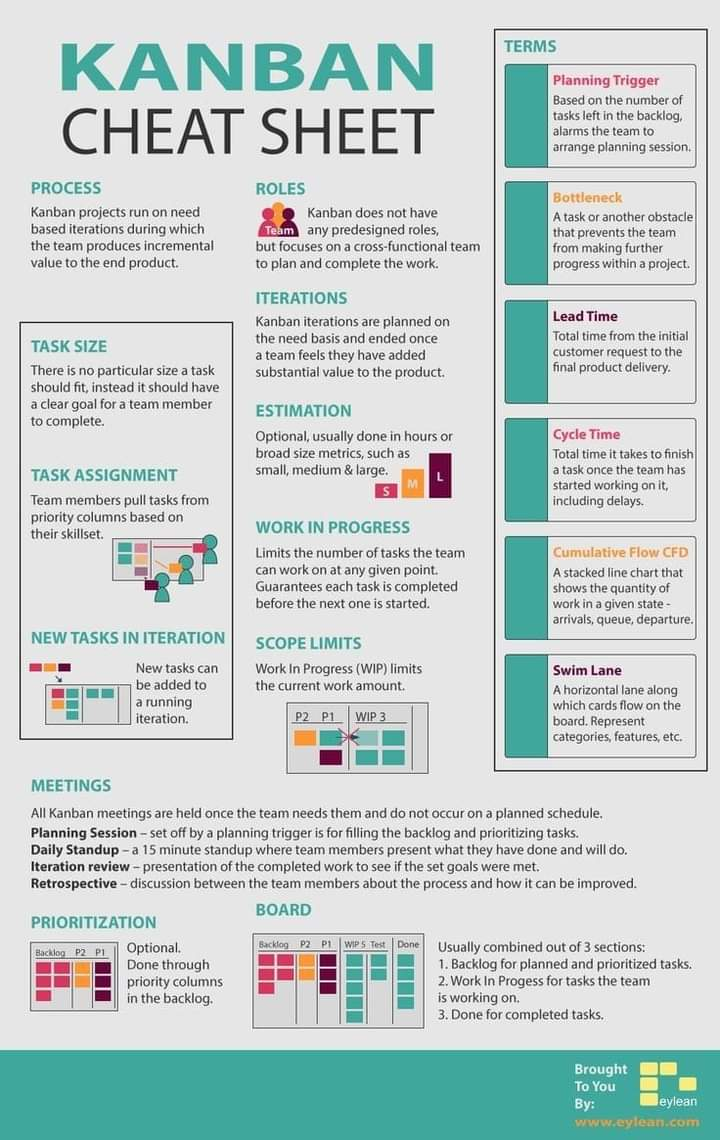 KANBAN
CHEAT SHEET
PROCESS
Kanban projects run on need
based iterations during which
the team produces incremental
value to the end product.
ROLES
Team
Kanban does not have
any predesigned roles,
but focuses on a cross-functional team
to plan and complete the work.
ITERATIONS
Kanban iterations are planned on
the need basis and ended once
a team feels they have added
substantial value to the product.
TASK SIZE
There is no particular size a task
should fit, instead it should have
a clear goal for a team member
to complete.
TASK ASSIGNMENT
Team members pull tasks from
priority columns based on
their skillset.
NEW TASKS IN ITERATION
New tasks can
be added to
a running
iteration.
ESTIMATION
Optional, usually done in hours or
broad size metrics, such as
small, medium & large.
S M L
WORK IN PROGRESS
Limits the number of tasks the team
can work on at any given point.
Guarantees each task is completed
before the next one is started.
SCOPE LIMITS
Work In Progress (WIP) limits
the current work amount.
P2 P1 WIP 3
TERMS
Planning Trigger
Based on the number of
tasks left in the backlog,
alarms the team to
arrange planning session.
Bottleneck
A task or another obstacle
that prevents the team
from making further
progress within a project.
Lead Time
Total time from the initial
customer request to the
final product delivery.
Cycle Time
Total time it takes to finish
a task once the team has
started working on it,
including delays.
Cumulative Flow CFD
A stacked line chart that
shows the quantity of
work in a given state -
arrivals, queue, departure.
Swim Lane
A horizontal lane along
which cards flow on the
board. Represent
categories, features, etc.
MEETINGS
All Kanban meetings are held once the team needs them and do not occur on a planned schedule.
Planning Session – set off by a planning trigger is for filling the backlog and prioritizing tasks.
Daily Standup – a 15 minute standup where team members present what they have done and will do.
Iteration review – presentation of the completed work to see if the set goals were met.
Retrospective – discussion between the team members about the process and how it can be improved.
PRIORITIZATION
Backlog P2 P1
Optional.
Done through
priority columns
in the backlog.
BOARD
Backlog P2 P1 WIP 5 Test Done
Usually combined out of 3 sections:
1. Backlog for planned and prioritized tasks.
2. Work In Progess for tasks the team
is working on.
3. Done for completed tasks.
Brought
To You
By:
eylean
www.eylean.com